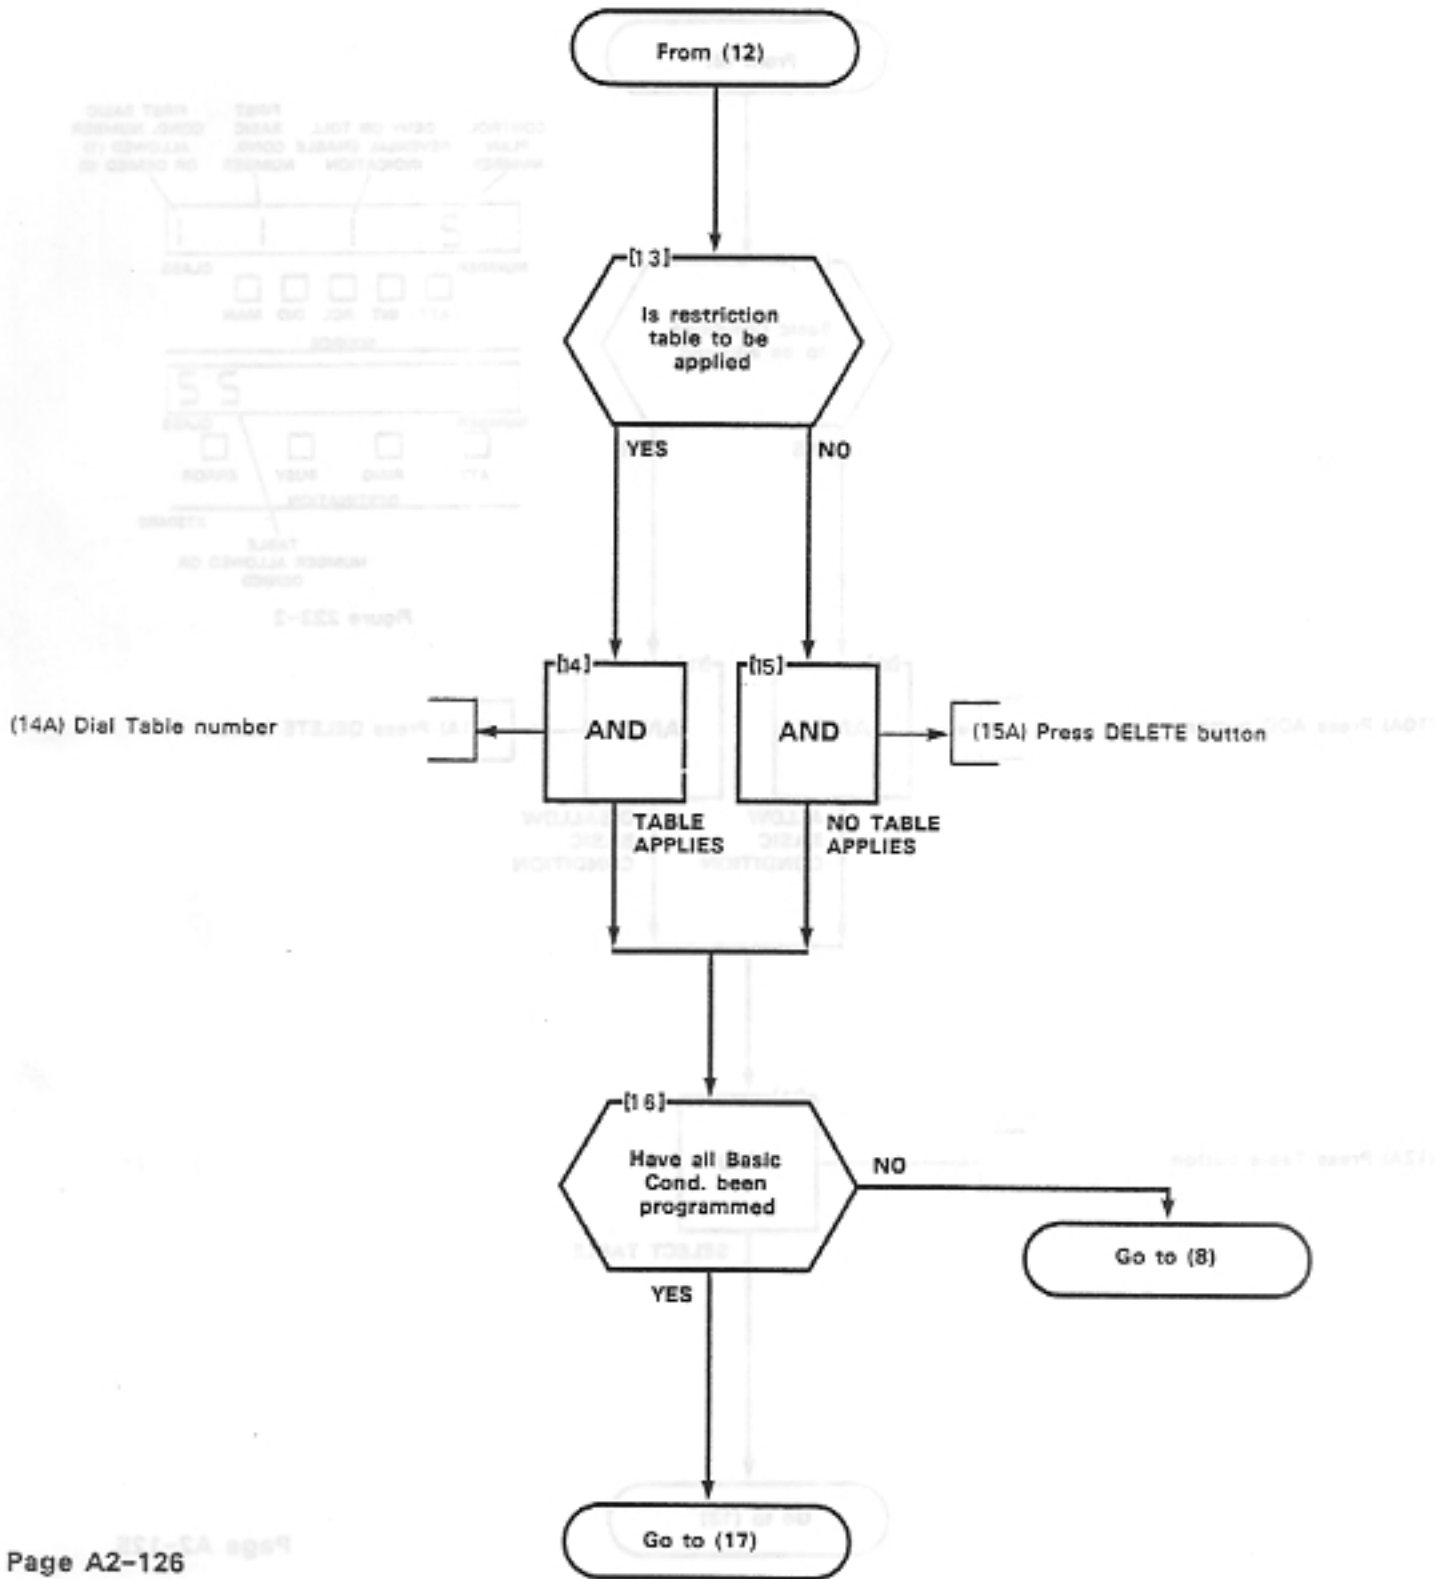 From (12)
[13]
Is restriction
table to be
applied
YES
NO
[14]
[15]
(14A) Dial Table number
AND
AND
(15A) Press DELETE button
TABLE
APPLIES
NO TABLE
APPLIES
[16]
Have all Basic
Cond. been
programmed
NO
Go to (8)
YES
Go to (17)
Page A2-126